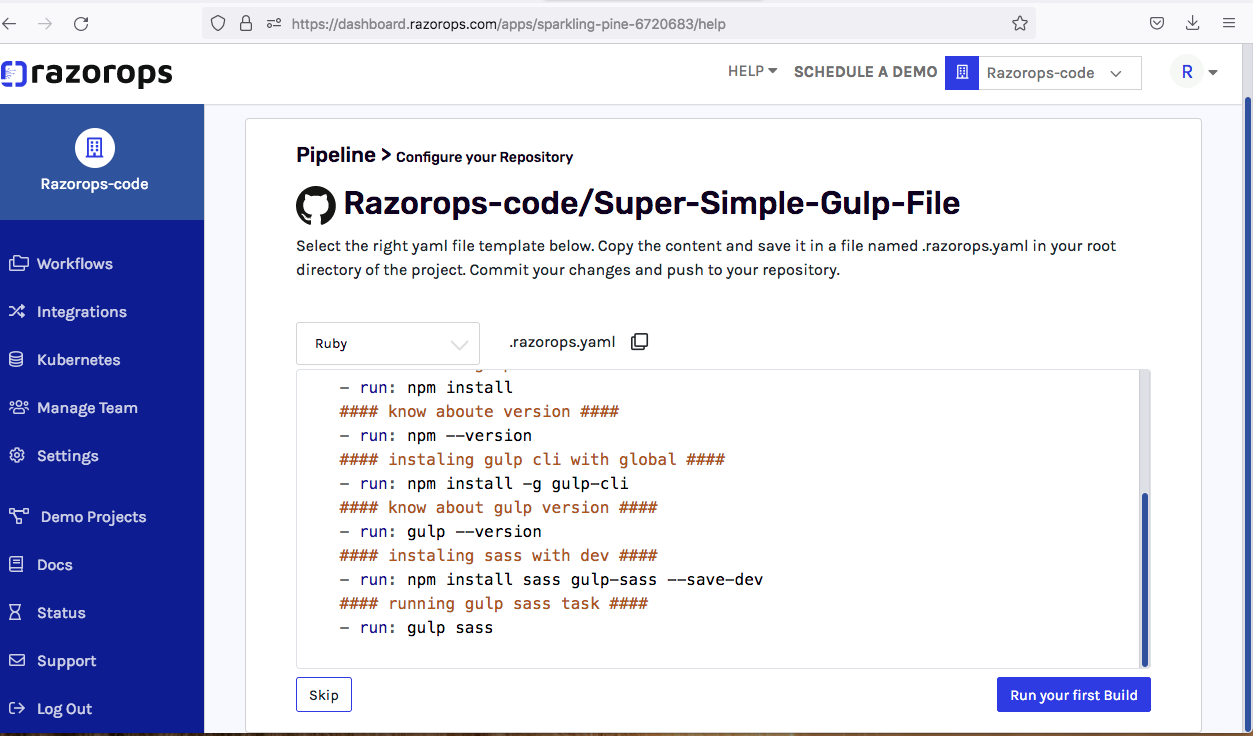 https://dashboard.razorops.com/apps/sparkling-pine-6720683/help
razorops
HELP
SCHEDULE A DEMO
Razorops-code
R
Razorops-code
Workflows
Integrations
Kubernetes
Manage Team
Settings
Demo Projects
Docs
Status
Support
Log Out
Pipeline > Configure your Repository
Razorops-code/Super-Simple-Gulp-File
Select the right yaml file template below. Copy the content and save it in a file named .razorops.yaml in your root
directory of the project. Commit your changes and push to your repository.
Ruby
.razorops.yaml
- run: npm install
#### know aboute version ####
- run: npm --version
#### instaling gulp cli with global ####
- run: npm install -g gulp-cli
#### know about gulp version ####
- run: gulp --version
#### instaling sass with dev ####
- run: npm install sass gulp-sass --save-dev
#### running gulp sass task ####
- run: gulp sass
Skip
Run your first Build